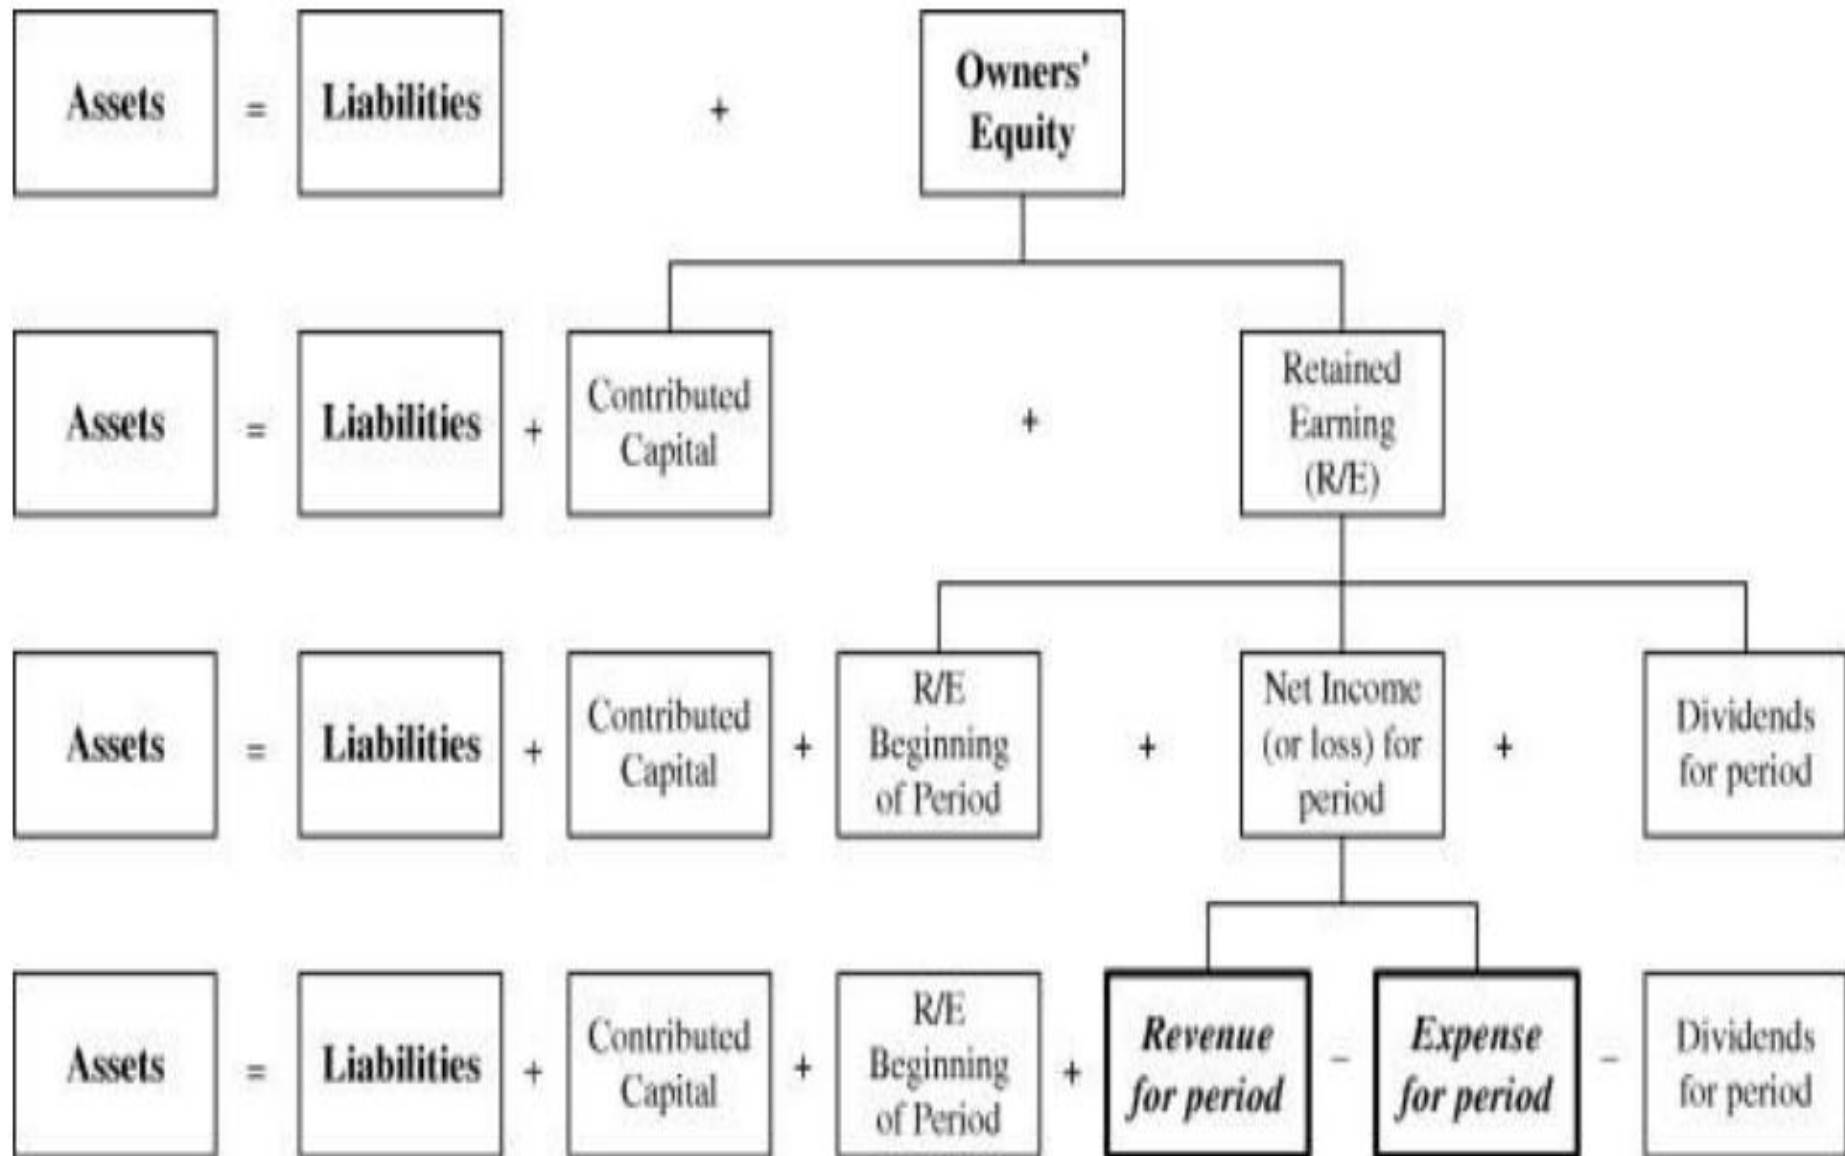 Assets = Liabilities + Owners'
Equity
Assets = Liabilities + Contributed
Capital + Retained
Earning
(R/E)
Assets = Liabilities + Contributed
Capital + R/E
Beginning
of Period + Net Income
(or loss) for
period + Dividends
for period
Assets = Liabilities + Contributed
Capital + R/E
Beginning
of Period + Revenue
for period - Expense
for period - Dividends
for period